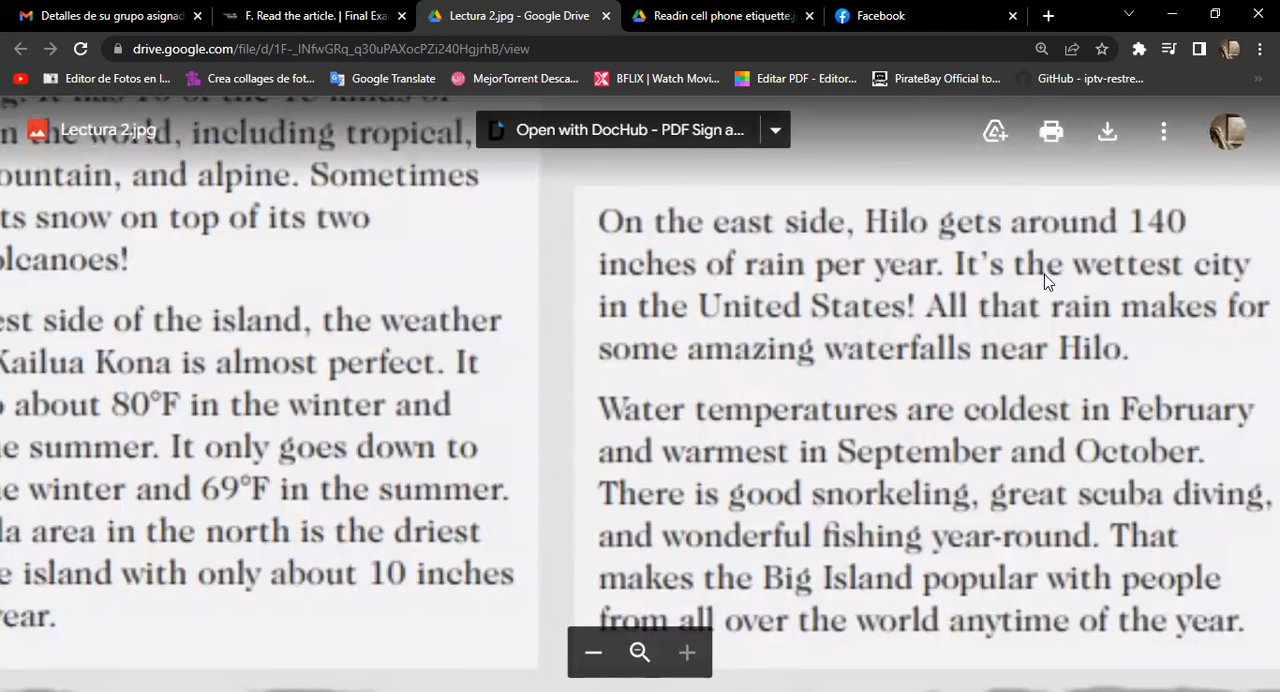 Detalles de su grupo asignad
F. Read the article. | Final Exa
Lectura 2.jpg - Google Drive
Readin cell phone etiquette.j
Facebook
drive.google.com/file/d/1F-_lNfwGRq_q30uPAXocPZi240HgjrhB/view
Editor de Fotos en l...
Crea collages de fot...
Google Translate
MejorTorrent Desca...
BFLIX | Watch Movi...
Editar PDF - Editor...
PirateBay Official to...
GitHub - iptv-restre...
Lectura 2.jpg
Open with DocHub - PDF Sign a...
n the world, including tropical,
ountain, and alpine. Sometimes
ts snow on top of its two
olcanoes!
est side of the island, the weather
Kailua Kona is almost perfect. It
o about 80°F in the winter and
e summer. It only goes down to
e winter and 69°F in the summer.
la area in the north is the driest
e island with only about 10 inches
year.
On the east side, Hilo gets around 140
inches of rain per year. It's the wettest city
in the United States! All that rain makes for
some amazing waterfalls near Hilo.
Water temperatures are coldest in February
and warmest in September and October.
There is good snorkeling, great scuba diving,
and wonderful fishing year-round. That
makes the Big Island popular with people
from all over the world anytime of the year.